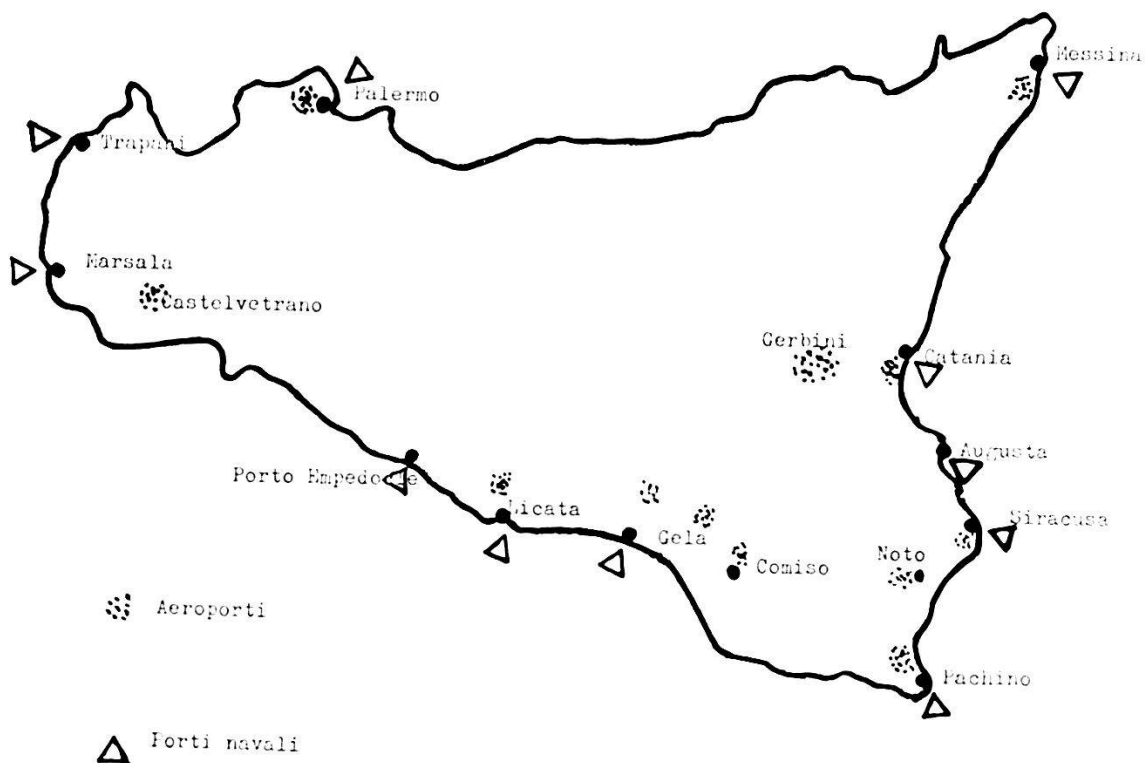 Messina
Palermo
Trapani
Marsala
Castelvetrano
Gerbini
Catania
Augusta
Porto Empedocle
Licata
Siracusa
Gela
Noto
Comiso
Aeroporti
Pachino
Porti navali